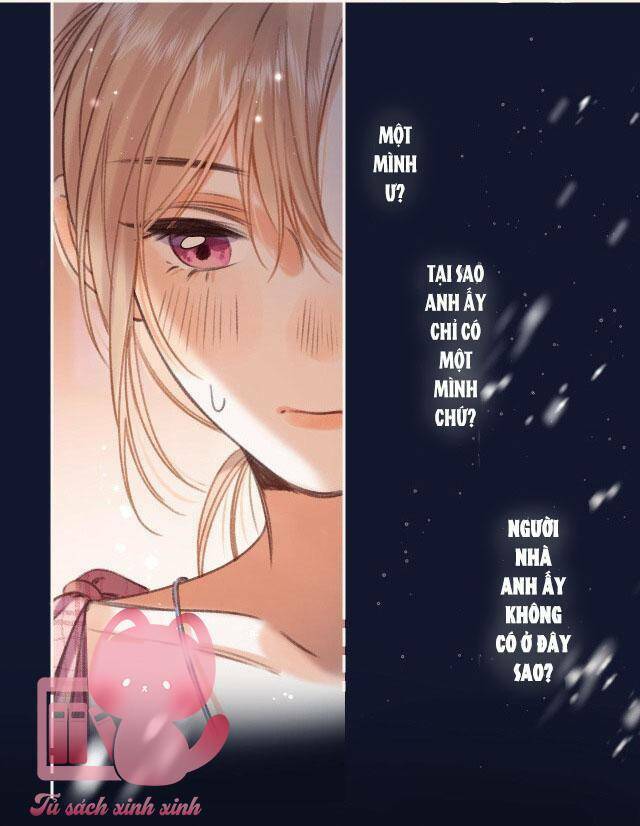 MỘT
MÌNH
Ư?
TẠI SAO
ANH ẤY
CHỈ CÓ
MỘT
MÌNH
CHỨ?
NGƯỜI
NHÀ
ANH ẤY
KHÔNG
CÓ Ở ĐÂY
SAO?
Tủ sách xinh xinh